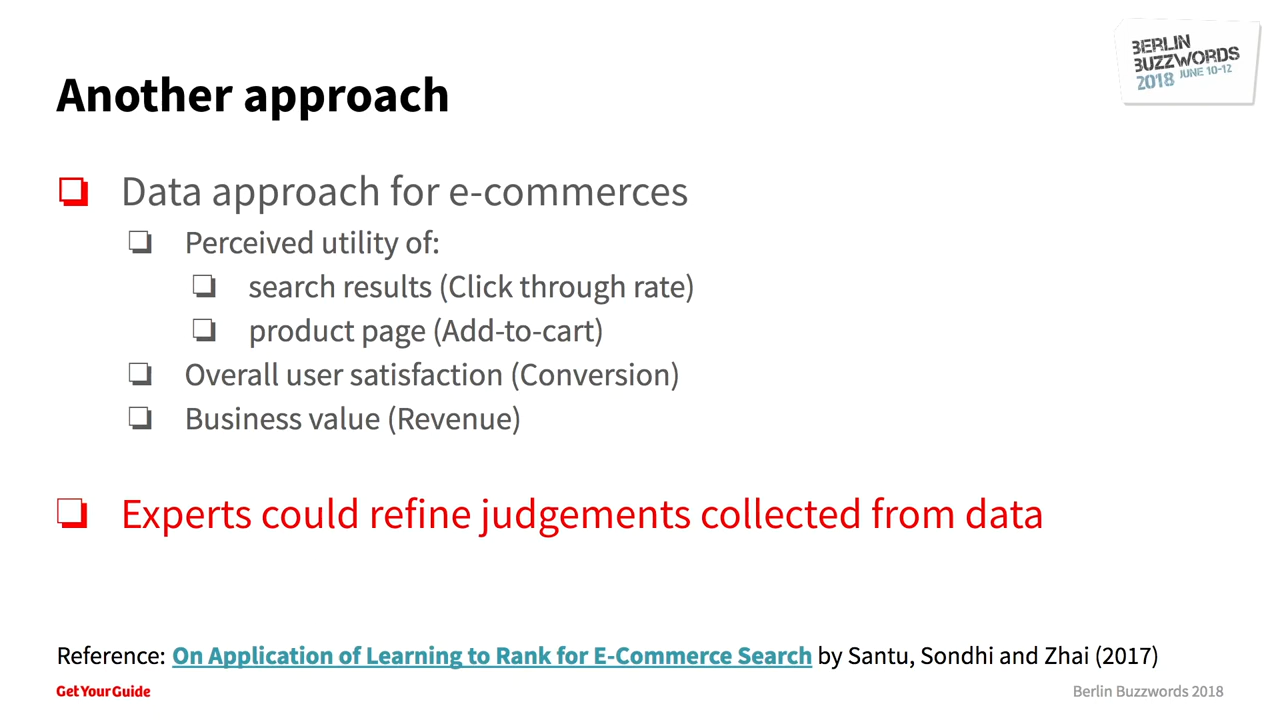 BERLIN
BUZZWORDS
2018 JUNE 10-12
Another approach
Data approach for e-commerces
Perceived utility of:
search results (Click through rate)
product page (Add-to-cart)
Overall user satisfaction (Conversion)
Business value (Revenue)
Experts could refine judgements collected from data
Reference: On Application of Learning to Rank for E-Commerce Search by Santu, Sondhi and Zhai (2017)
GetYourGuide
Berlin Buzzwords 2018